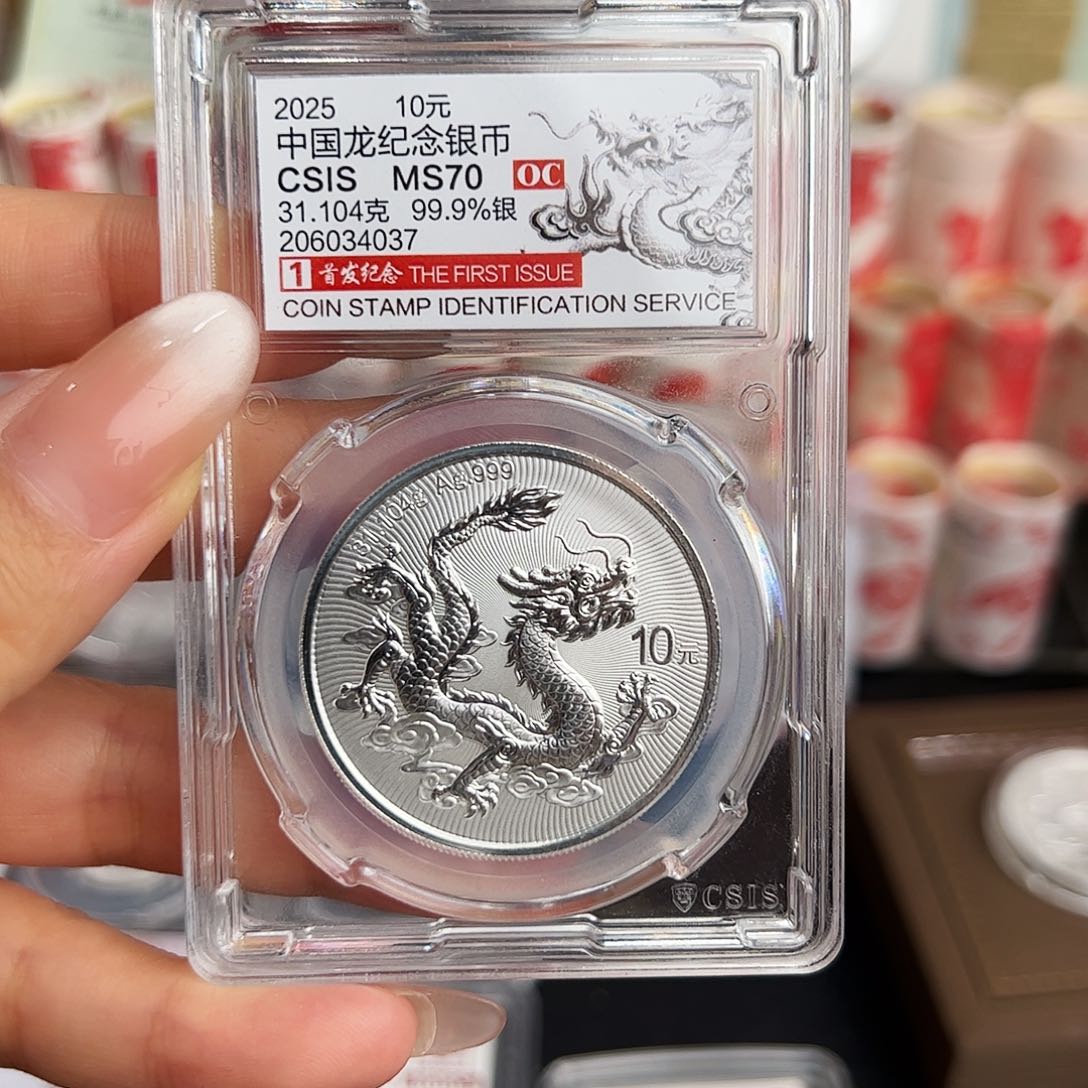 2025 10元
中国龙纪念银币
CSIS MS70 OC
31.104克 99.9%银
206034037
1 首发纪念 THE FIRST ISSUE
COIN STAMP IDENTIFICATION SERVICE
31.104g Ag.999
10元
CSIS